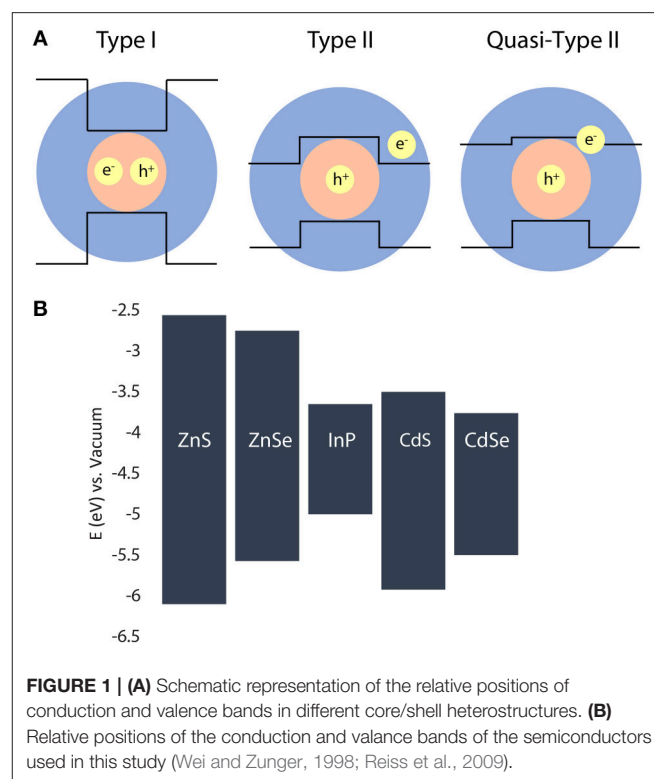 A
Type I
Type II
Quasi-Type II
e-
h+
h+
e-
h+
e-
B
E (eV) vs. Vacuum
-2.5
-3
-3.5
-4
-4.5
-5
-5.5
-6
-6.5
ZnS
ZnSe
InP
CdS
CdSe
FIGURE 1 | (A) Schematic representation of the relative positions of
conduction and valence bands in different core/shell heterostructures. (B)
Relative positions of the conduction and valance bands of the semiconductors
used in this study (Wei and Zunger, 1998; Reiss et al., 2009).